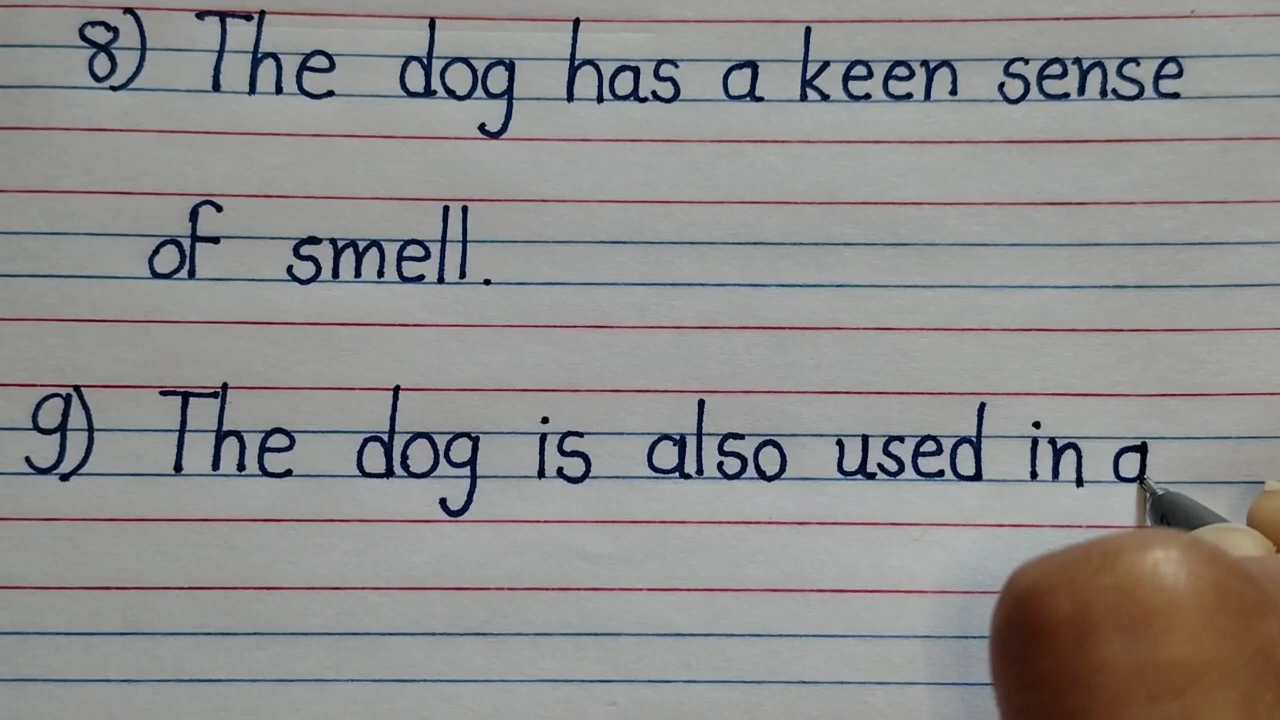 8) The dog has a keen sense
of smell.
9) The dog is also used in a